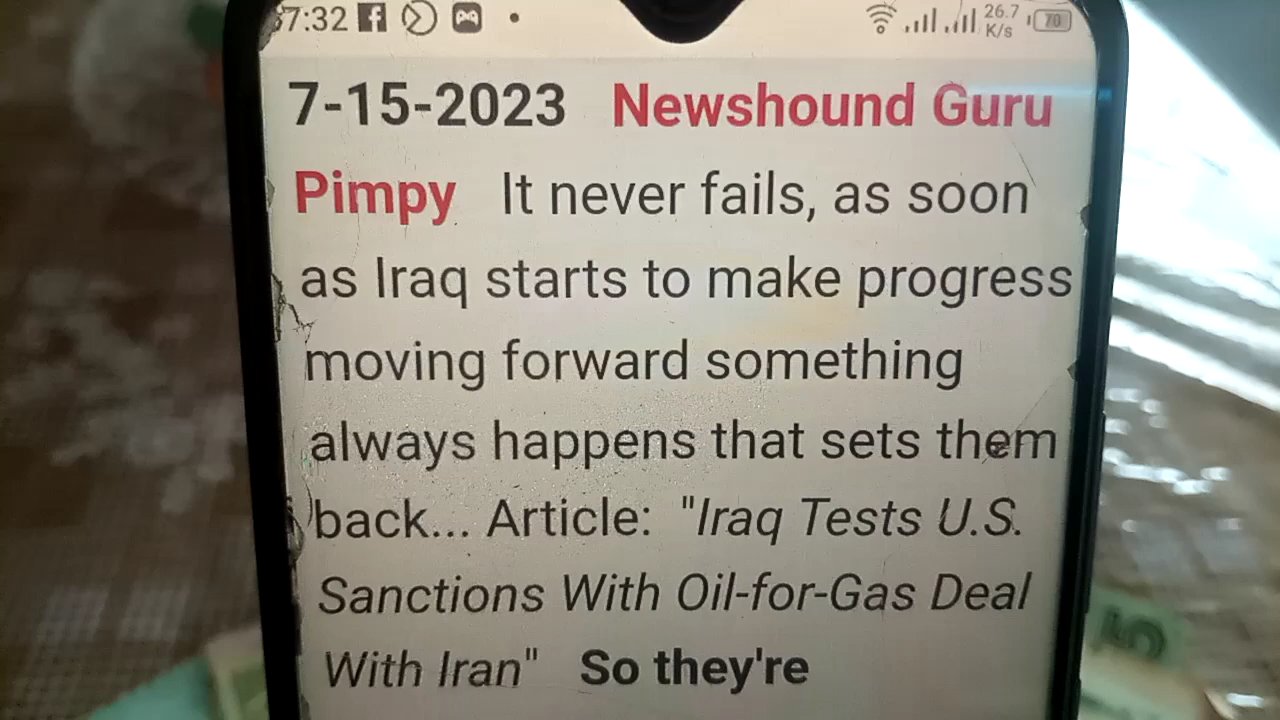 7:32 26.7 K/s 70
7-15-2023 Newshound Guru
Pimpy It never fails, as soon
as Iraq starts to make progress
moving forward something
always happens that sets them
back... Article: "Iraq Tests U.S.
Sanctions With Oil-for-Gas Deal
With Iran" So they're
5